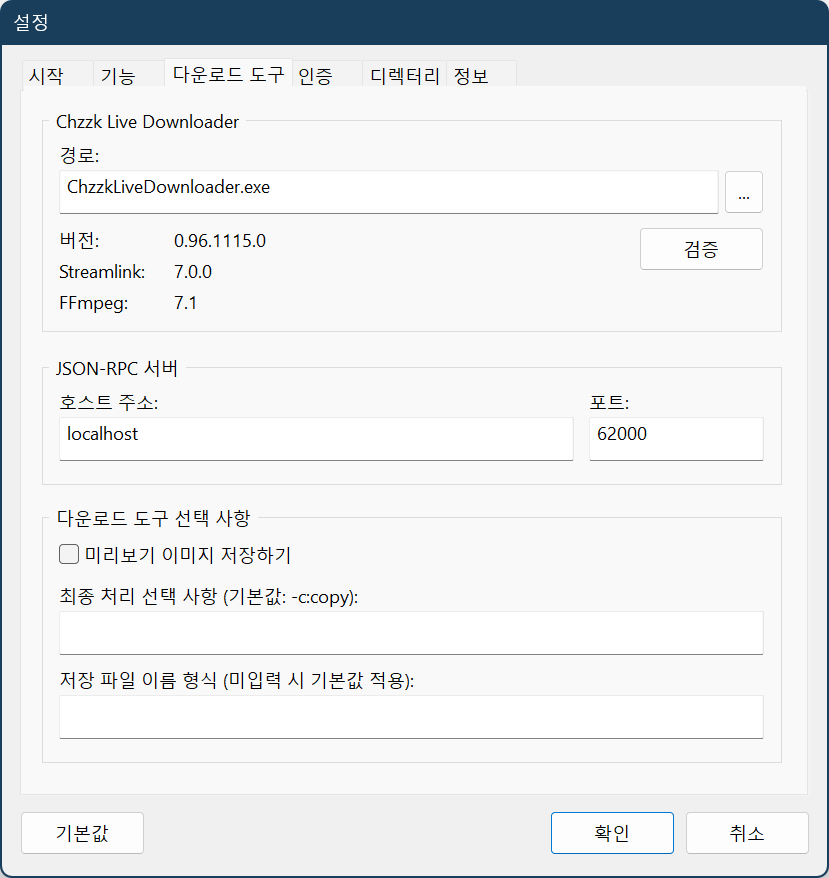 설정
시작 기능 다운로드 도구 인증 디렉터리 정보
Chzzk Live Downloader
경로:
ChzzkLiveDownloader.exe ...
버전: 0.96.1115.0 검증
Streamlink: 7.0.0
FFmpeg: 7.1
JSON-RPC 서버
호스트 주소: 포트:
localhost 62000
다운로드 도구 선택 사항
미리보기 이미지 저장하기
최종 처리 선택 사항 (기본값: -c:copy):
저장 파일 이름 형식 (미입력 시 기본값 적용):
기본값 확인 취소